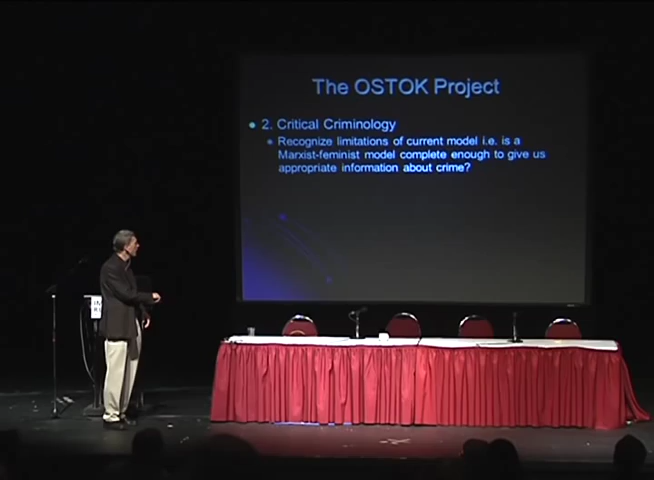 The OSTOK Project
2. Critical Criminology
Recognize limitations of current model i.e. is a
Marxist-feminist model complete enough to give us
appropriate information about crime?